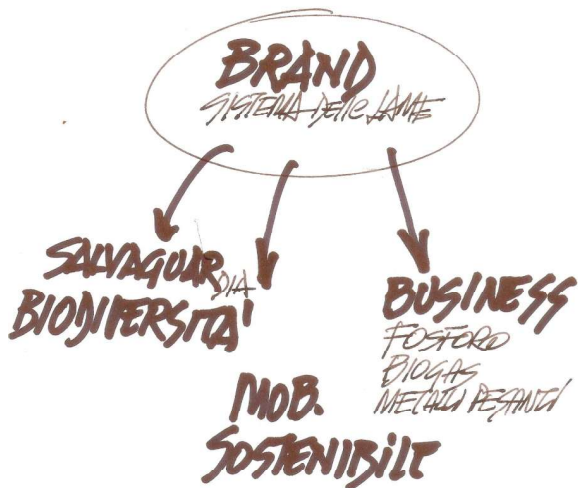 BRAND
SISTEMA DELLE LAME
SALVAGUARDIA
BIODIVERSITA'
MOB.
SOSTENIBILE
BUSINESS
FOSFORO
BIOGAS
METALLI PESANTI